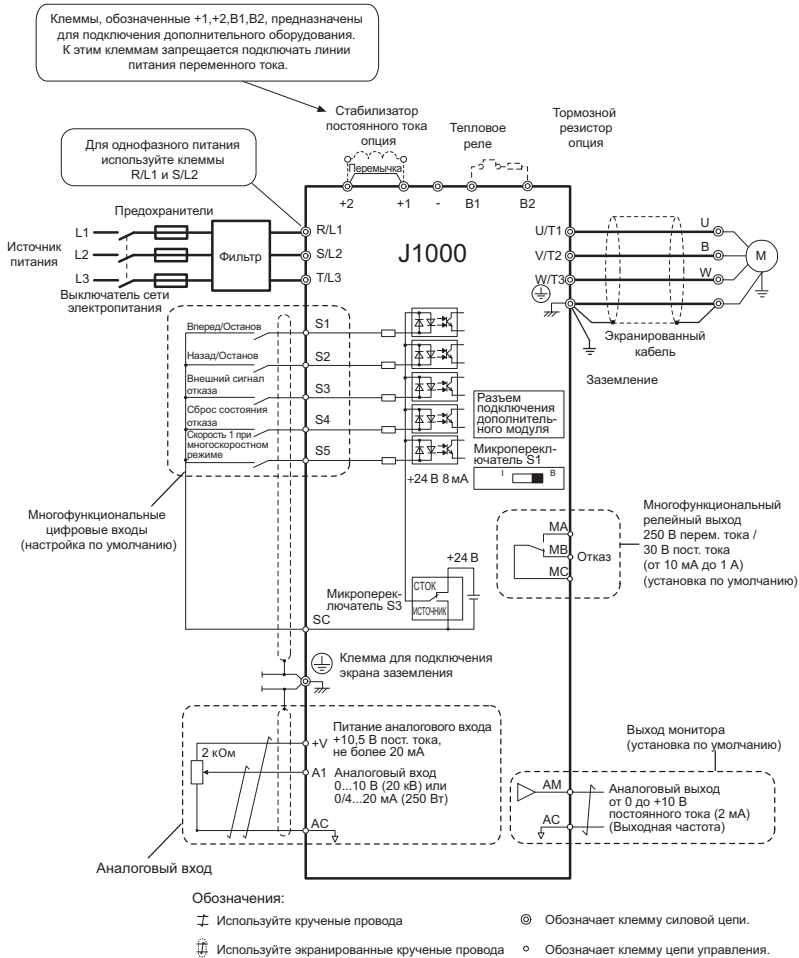 Клеммы, обозначенные +1,+2,B1,B2, предназначены
для подключения дополнительного оборудования.
К этим клеммам запрещается подключать линии
питания переменного тока.
Стабилизатор
постоянного тока
опция
Тепловое
реле
Тормозной
резистор
опция
Для однофазного питания
используйте клеммы
R/L1 и S/L2
Перемычка
+2
+1
-
B1
B2
Предохранители
Источник
питания
L1
L2
L3
Фильтр
Выключатель сети
электропитания
R/L1
S/L2
T/L3
J1000
U/T1
V/T2
W/T3
U
В
W
M
Экранированный
кабель
Заземление
Вперед/Останов
S1
Назад/Останов
S2
Внешний сигнал
отказа
S3
Сброс состояния
отказа
S4
Скорость 1 при
многоскоростном
режиме
S5
Разъем
подключения
дополнитель-
ного модуля
Микроперекл-
ючатель S1
I
В
+24 В 8 мА
Многофункциональные
цифровые входы
(настройка по умолчанию)
MA
MB
MC
Отказ
Многофункциональный
релейный выход
250 В перем. тока /
30 В пост. тока
(от 10 мА до 1 А)
(установка по умолчанию)
+24 В
Микроперек-
лючатель S3
СТОК
ИСТОЧНИК
SC
Клемма для подключения
экрана заземления
2 кОм
+V
Питание аналогового входа
+10,5 В пост. тока,
не более 20 мА
A1
Аналоговый вход
0...10 В (20 кВ) или
0/4...20 мА (250 Вт)
AC
Аналоговый вход
Выход монитора
(установка по умолчанию)
AM
AC
Аналоговый выход
от 0 до +10 В
постоянного тока (2 мА)
(Выходная частота)
Обозначения:
Используйте крученые провода
Обозначает клемму силовой цепи.
Используйте экранированные крученые провода
Обозначает клемму цепи управления.